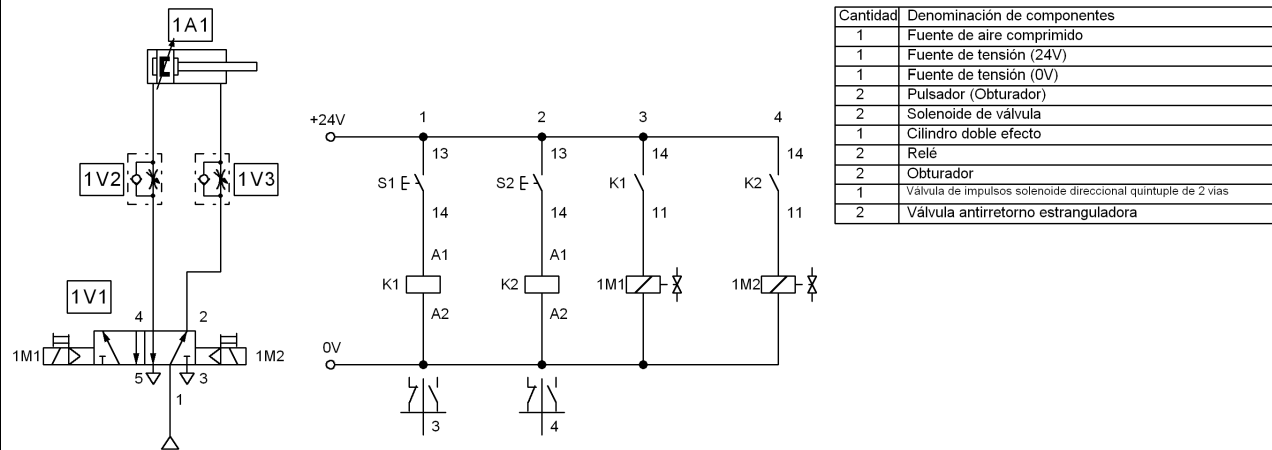 1A1
1V2
1V3
1V1
4
2
1M1
1M2
5
3
1
+24V
1
2
3
4
13
13
14
14
S1
S2
K1
K2
14
14
11
11
A1
A1
K1
K2
1M1
1M2
A2
A2
0V
3
4
Cantidad Denominación de componentes
1 Fuente de aire comprimido
1 Fuente de tensión (24V)
1 Fuente de tensión (0V)
2 Pulsador (Obturador)
2 Solenoide de válvula
1 Cilindro doble efecto
2 Relé
2 Obturador
1 Válvula de impulsos solenoide direccional quintuple de 2 vias
2 Válvula antirretorno estranguladora